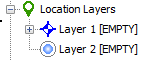 Location Layers
Layer 1 [EMPTY]
Layer 2 [EMPTY]